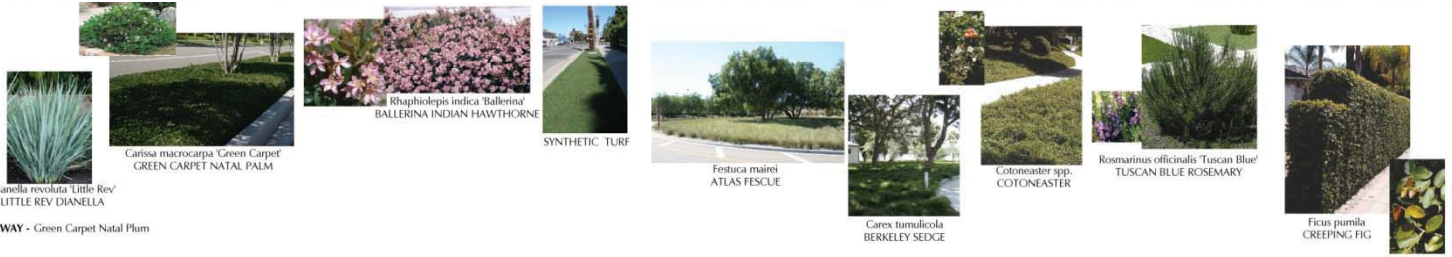 anella revoluta 'Little Rev'
LITTLE REV DIANELLA
Carissa macrocarpa 'Green Carpet'
GREEN CARPET NATAL PALM
Rhaphiolepis indica 'Ballerina'
BALLERINA INDIAN HAWTHORNE
SYNTHETIC TURF
Festuca mairei
ATLAS FESCUE
Carex tumulicola
BERKELEY SEDGE
Cotoneaster spp.
COTONEASTER
Rosmarinus officinalis 'Tuscan Blue'
TUSCAN BLUE ROSEMARY
Ficus pumila
CREEPING FIG
WAY - Green Carpet Natal Plum